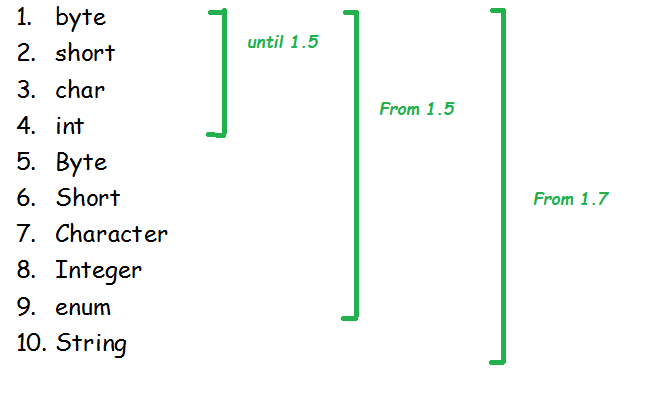 1. byte
2. short
3. char
4. int
5. Byte
6. Short
7. Character
8. Integer
9. enum
10. String
until 1.5
From 1.5
From 1.7